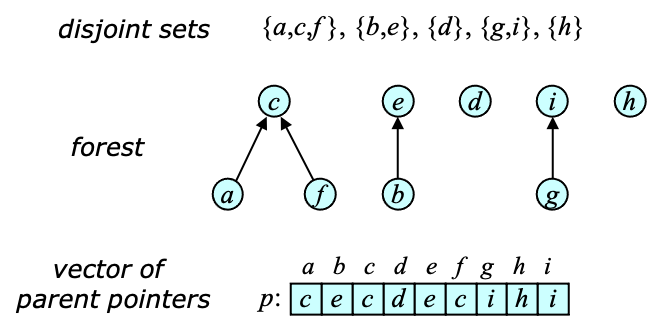 disjoint sets {a,c,f}, {b,e}, {d}, {g,i}, {h}
c e d i h
forest
a f b g
vector of a b c d e f g h i
parent pointers p: c e c d e c i h i